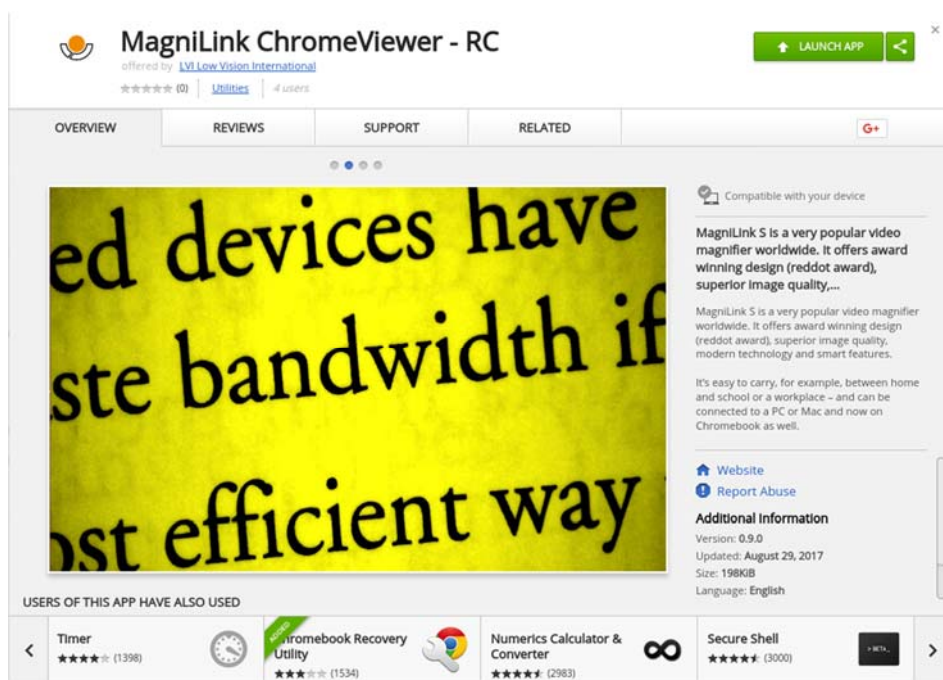 MagniLink ChromeViewer - RC
offered by LVI Low Vision International
(0) Utilities 4 users
LAUNCH APP
OVERVIEW REVIEWS SUPPORT RELATED
G+
ed devices have
ste bandwidth if
ost efficient way
Compatible with your device
MagniLink S is a very popular video
magnifier worldwide. It offers award
winning design (reddot award),
superior image quality,...
MagniLink S is a very popular video magnifier
worldwide. It offers award winning design
(reddot award), superior image quality,
modern technology and smart features.
It's easy to carry, for example, between home
and school or a workplace – and can be
connected to a PC or Mac and now on
Chromebook as well.
Website
Report Abuse
Additional Information
Version: 0.9.0
Updated: August 29, 2017
Size: 198KiB
Language: English
USERS OF THIS APP HAVE ALSO USED
Timer
(1398)
ADDED
Chromebook Recovery
Utility
(1534)
Numerics Calculator &
Converter
(2983)
Secure Shell
(3000)
> BETA_